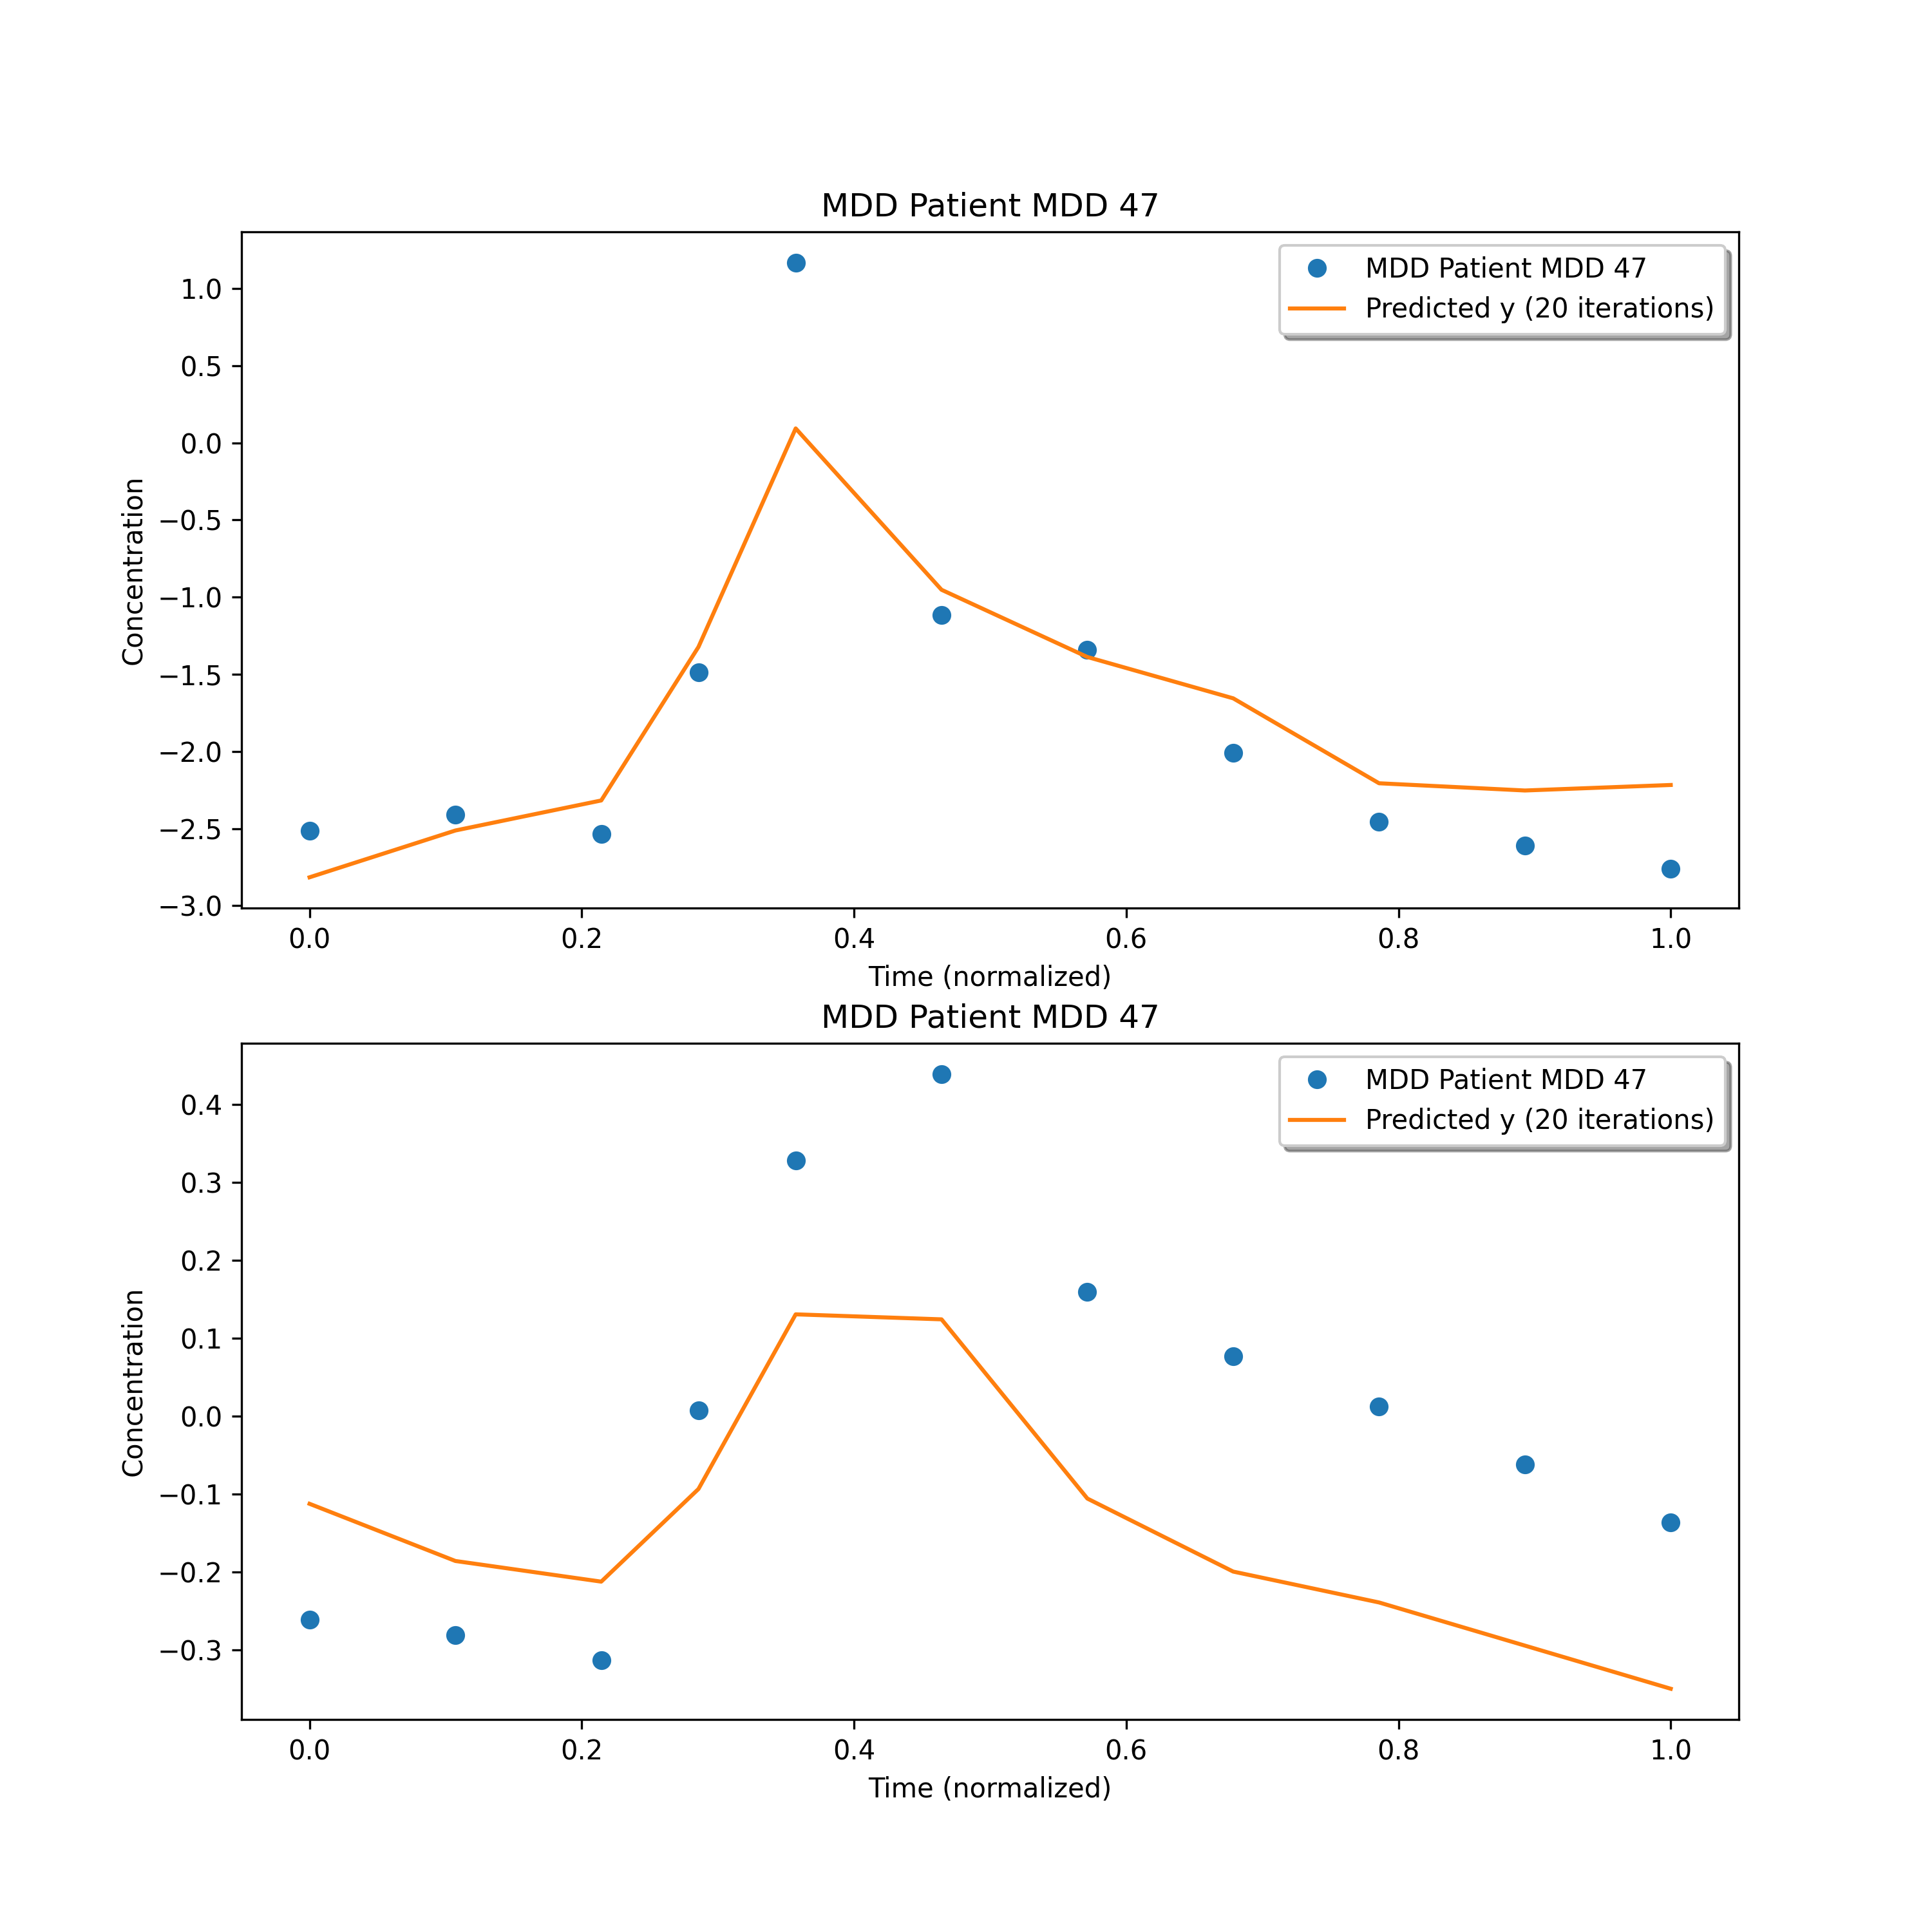 MDD Patient MDD 47
MDD Patient MDD 47
Predicted y (20 iterations)
1.0
0.5
0.0
−0.5
−1.0
−1.5
−2.0
−2.5
−3.0
Concentration
0.0 0.2 0.4 0.6 0.8 1.0
Time (normalized)
MDD Patient MDD 47
MDD Patient MDD 47
Predicted y (20 iterations)
0.4
0.3
0.2
0.1
0.0
−0.1
−0.2
−0.3
Concentration
0.0 0.2 0.4 0.6 0.8 1.0
Time (normalized)